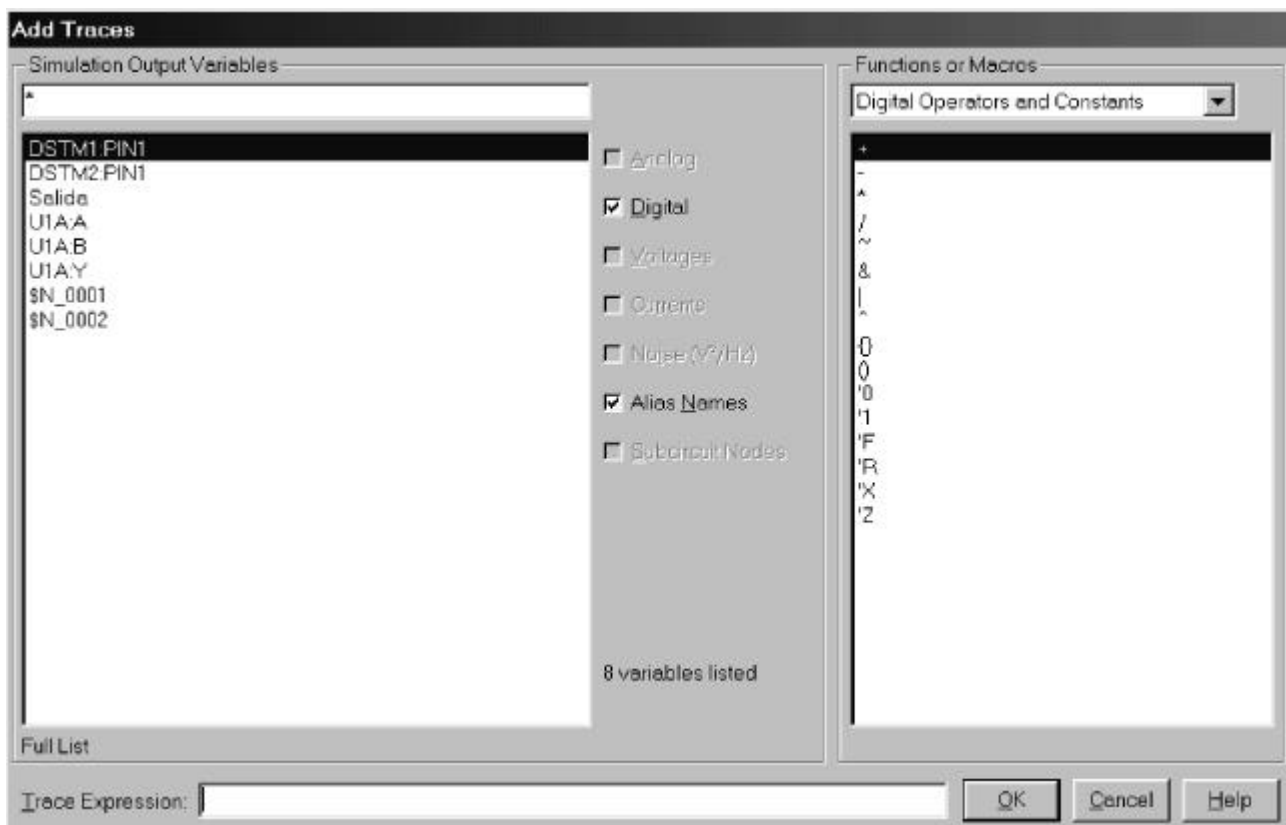 Add Traces
Simulation Output Variables
*
DSTM1:PIN1
DSTM2:PIN1
Salida
U1A:A
U1A:B
U1A:Y
$N_0001
$N_0002
Full List
Analog
Digital
Voltages
Currents
Noise (V²/Hz)
Alias Names
Subcircuit Nodes
8 variables listed
Functions or Macros
Digital Operators and Constants
+
-
*
/
~
&
|
^
{}
()
'0
'1
'F
'R
'X
'Z
Trace Expression:
OK
Cancel
Help